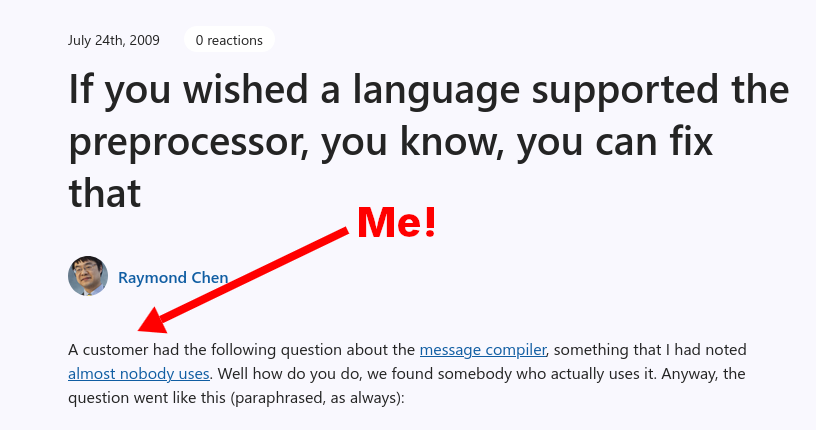 July 24th, 2009 0 reactions
If you wished a language supported the
preprocessor, you know, you can fix
that
Me!
Raymond Chen
A customer had the following question about the message compiler, something that I had noted
almost nobody uses. Well how do you do, we found somebody who actually uses it. Anyway, the
question went like this (paraphrased, as always):